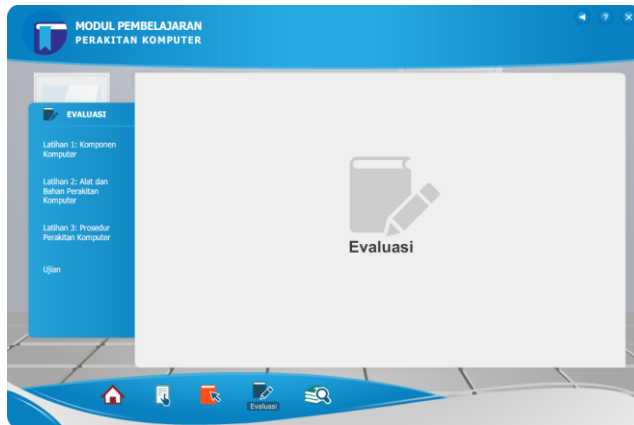 MODUL PEMBELAJARAN
PERAKITAN KOMPUTER
?
EVALUASI
Latihan 1: Komponen
Komputer
Latihan 2: Alat dan
Bahan Perakitan
Komputer
Latihan 3: Prosedur
Perakitan Komputer
Ujian
Evaluasi
Evaluasi